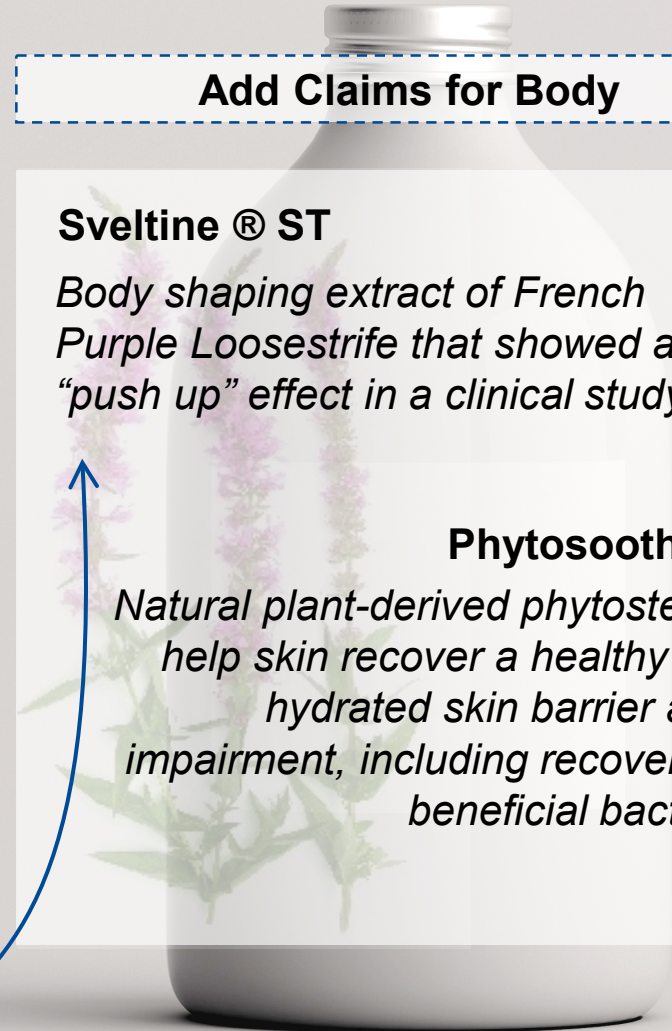 Add Claims for Body
Sveltine ® ST
Body shaping extract of French
Purple Loosestrife that showed a
“push up” effect in a clinical study
Phytosooth
Natural plant-derived phytoste
help skin recover a healthy
hydrated skin barrier a
impairment, including recover
beneficial bact